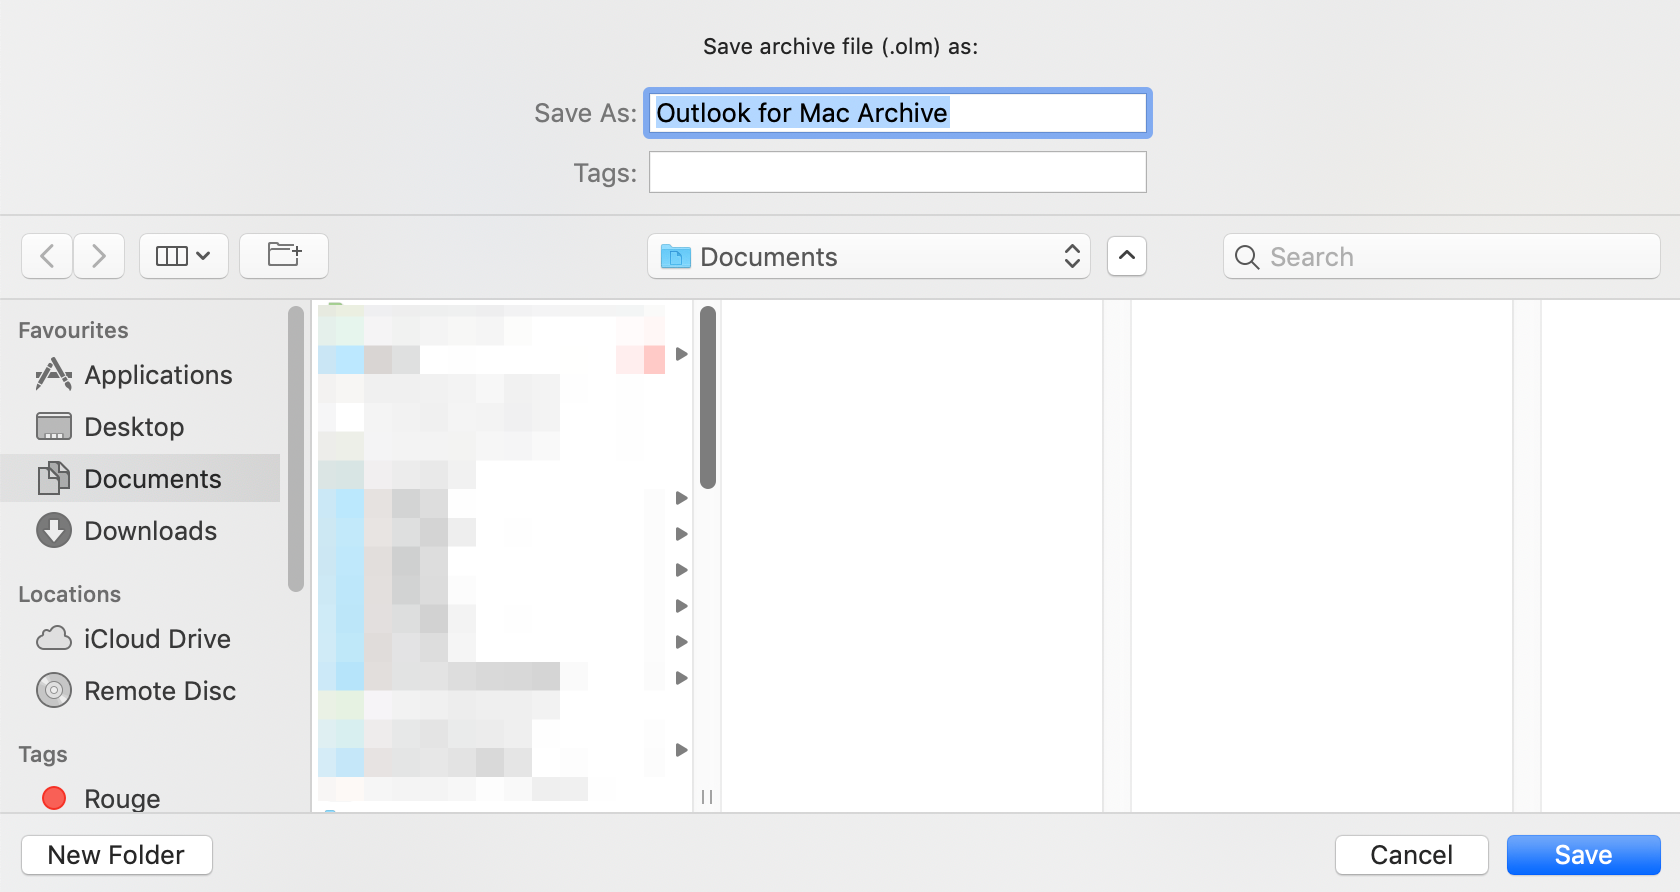 Save archive file (.olm) as:
Save As: Outlook for Mac Archive
Tags:
Documents
Search
Favourites
Applications
Desktop
Documents
Downloads
Locations
iCloud Drive
Remote Disc
Tags
Rouge
New Folder
Cancel
Save